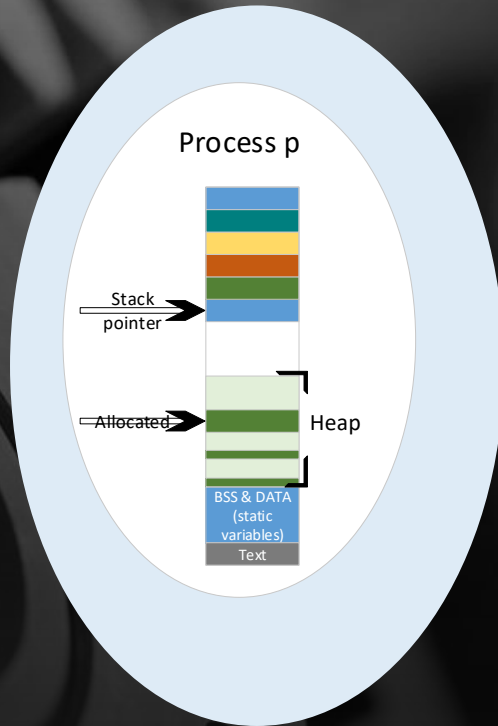 Process p
Stack
pointer
Allocated
Heap
BSS & DATA
(static
variables)
Text